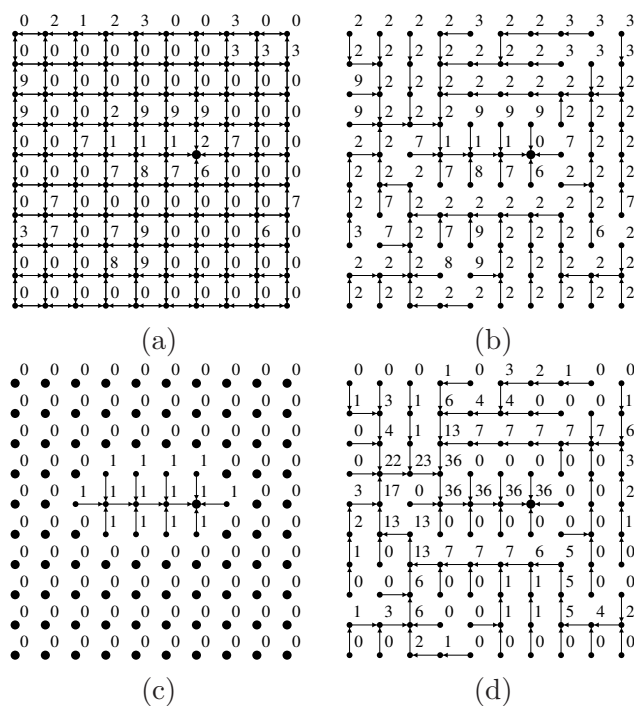 0 2 1 2 3 0 0 0 0 0
0 0 0 0 0 0 0 3 3 3
9 0 0 0 0 0 0 0 0 0
9 0 0 2 9 9 9 0 0 0
0 0 7 1 1 1 2 7 0 0
0 0 0 7 8 7 6 0 0 0
0 7 0 0 0 0 0 0 0 7
3 7 0 7 9 0 0 0 6 0
0 0 0 8 9 0 0 0 0 0
0 0 0 0 0 0 0 0 0 0
(a)
2 2 2 2 3 2 2 3 3 3
2 2 2 2 2 2 2 3 3 3
9 2 2 2 2 2 2 2 2 2
9 2 2 2 9 9 9 2 2 2
2 2 7 1 1 1 0 7 2 2
2 2 2 7 8 7 6 2 2 2
2 7 2 2 2 2 2 2 2 7
3 7 2 7 9 2 2 2 6 2
2 2 2 8 9 2 2 2 2 2
2 2 2 2 2 2 2 2 2 2
(b)
0 0 0 0 0 0 0 0 0 0
0 0 0 0 0 0 0 0 0 0
0 0 0 0 0 0 0 0 0 0
0 0 0 1 1 1 1 0 0 0
0 0 1 1 1 1 1 1 0 0
0 0 0 1 1 1 1 0 0 0
0 0 0 0 0 0 0 0 0 0
0 0 0 0 0 0 0 0 0 0
0 0 0 0 0 0 0 0 0 0
0 0 0 0 0 0 0 0 0 0
(c)
0 0 0 1 0 3 2 1 0 0
1 3 1 6 4 4 0 0 0 1
0 4 1 13 7 7 7 7 7 6
0 22 23 36 0 0 0 0 0 3
3 17 0 36 36 36 36 0 0 2
2 13 13 0 0 0 0 0 0 1
1 0 13 7 7 7 6 5 0 0
0 0 6 0 0 1 1 5 0 0
1 3 6 0 0 1 1 5 4 2
0 0 2 1 0 0 0 0 0 0
(d)